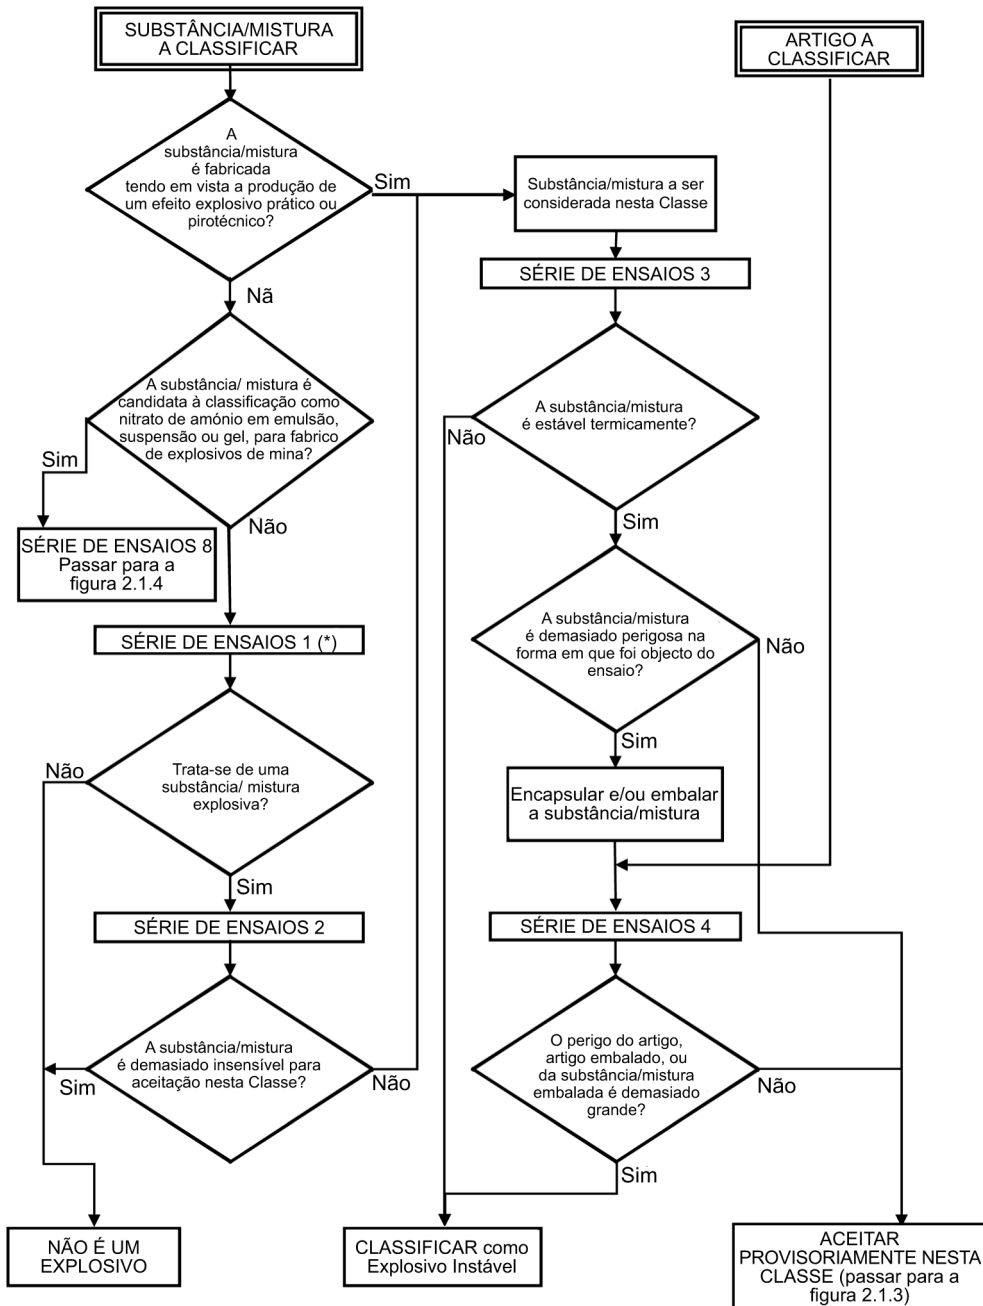 SUBSTÂNCIA/MISTURA
A CLASSIFICAR
ARTIGO A
CLASSIFICAR
A
substância/mistura
é fabricada
tendo em vista a produção de
um efeito explosivo prático ou
pirotécnico?
Sim
Substância/mistura a ser
considerada nesta Classe
SÉRIE DE ENSAIOS 3
Nã
A substância/ mistura é
candidata à classificação como
nitrato de amónio em emulsão,
suspensão ou gel, para fabrico
de explosivos de mina?
Sim
Não
SÉRIE DE ENSAIOS 8
Passar para a
figura 2.1.4
A substância/mistura
é estável termicamente?
Não
Sim
SÉRIE DE ENSAIOS 1 (*)
A substância/mistura
é demasiado perigosa na
forma em que foi objecto do
ensaio?
Não
Sim
Trata-se de uma
substância/ mistura
explosiva?
Não
Sim
Encapsular e/ou embalar
a substância/mistura
SÉRIE DE ENSAIOS 2
SÉRIE DE ENSAIOS 4
A substância/mistura
é demasiado insensível para
aceitação nesta Classe?
Sim
Não
O perigo do artigo,
artigo embalado, ou
da substância/mistura
embalada é demasiado
grande?
Não
Sim
NÃO É UM
EXPLOSIVO
CLASSIFICAR como
Explosivo Instável
ACEITAR
PROVISORIAMENTE NESTA
CLASSE (passar para a
figura 2.1.3)